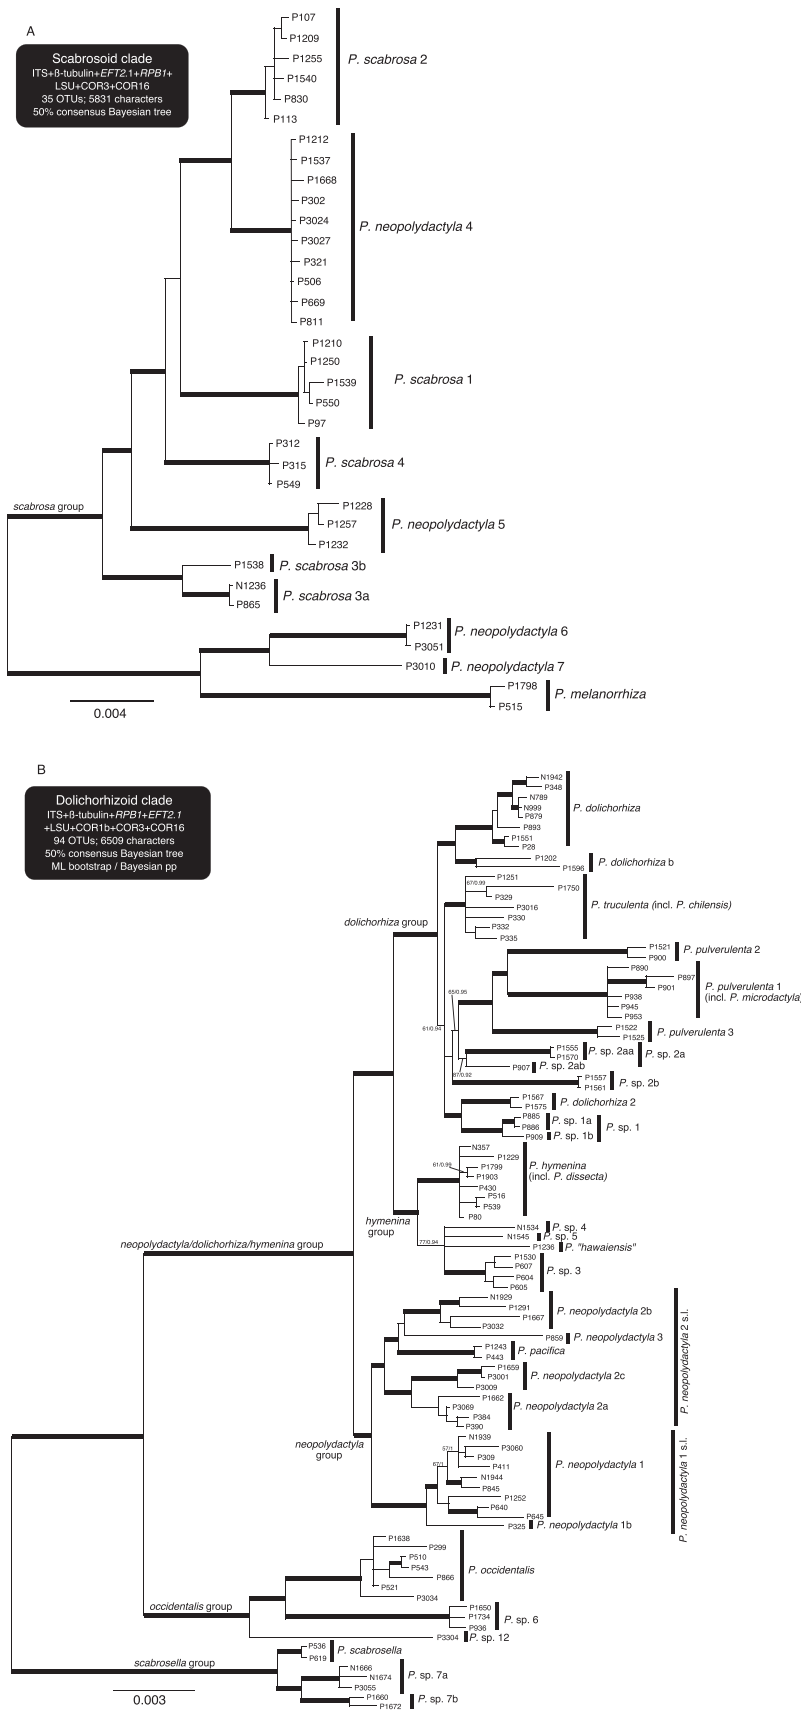 A
Scabrosoid clade
ITS+ß-tubulin+EFT2.1+RPB1+
LSU+COR3+COR16
35 OTUs; 5831 characters
50% consensus Bayesian tree
P107
P1209
P1255
P. scabrosa 2
P1540
P830
P113
P1212
P1537
P1668
P302
P3024
P. neopolydactyla 4
P3027
P321
P506
P669
P811
P1210
P1250
P1539
P. scabrosa 1
P550
P97
P312
P315
P. scabrosa 4
P549
scabrosa group
P1228
P1257
P. neopolydactyla 5
P1232
P1538
P. scabrosa 3b
N1236
P. scabrosa 3a
P865
P1231
P. neopolydactyla 6
P3051
P3010
P. neopolydactyla 7
P1798
P. melanorrhiza
P515
0.004
B
Dolichorhizoid clade
ITS+ß-tubulin+RPB1+EFT2.1
+LSU+COR1b+COR3+COR16
94 OTUs; 6509 characters
50% consensus Bayesian tree
ML bootstrap / Bayesian pp
N1942
P348
N789
N999
P. dolichorhiza
P879
P893
P1551
P28
P1202
P. dolichorhiza b
P1596
P1251
67/0.99
P1750
P329
P. truculenta (incl. P. chilensis)
P3016
P330
dolichorhiza group
P332
P335
P1521
P. pulverulenta 2
P900
P890
P897
P901
P. pulverulenta 1
(incl. P. microdactyla)
65/0.95
P938
P945
P953
61/0.94
P1522
P. pulverulenta 3
P1525
P1555
P. sp. 2aa
P. sp. 2a
P1570
P907
P. sp. 2ab
87/0.92
P1557
P. sp. 2b
P1561
P1567
P. dolichorhiza 2
P1575
P885
P. sp. 1a
P. sp. 1
P886
P909
P. sp. 1b
N357
P1229
61/0.99
P1799
P. hymenina
(incl. P. dissecta)
P1903
P430
P516
P539
P80
hymenina
group
N1534
P. sp. 4
N1545
P. sp. 5
77/0.94
P1236
P. "hawaiensis"
neopolydactyla/dolichorhiza/hymenina group
P1530
P607
P. sp. 3
P604
P605
N1929
P1291
P. neopolydactyla 2b
P1667
P3032
P859
P. neopolydactyla 3
P. neopolydactyla 2 s.l.
P1243
P. pacifica
P443
P1659
P3001
P. neopolydactyla 2c
P3009
P1662
P3069
P. neopolydactyla 2a
P384
P390
neopolydactyla
group
N1939
57/1
P3060
P309
67/1
P411
P. neopolydactyla 1
N1944
P845
P. neopolydactyla 1 s.l.
P1252
P640
P645
P325
P. neopolydactyla 1b
P1638
P299
P510
P543
P. occidentalis
P866
P521
P3034
occidentalis group
P1650
P1734
P. sp. 6
P936
P3304
P. sp. 12
P536
P. scabrosella
P619
scabrosella group
N1666
N1674
P. sp. 7a
P3055
P1660
P. sp. 7b
P1672
0.003